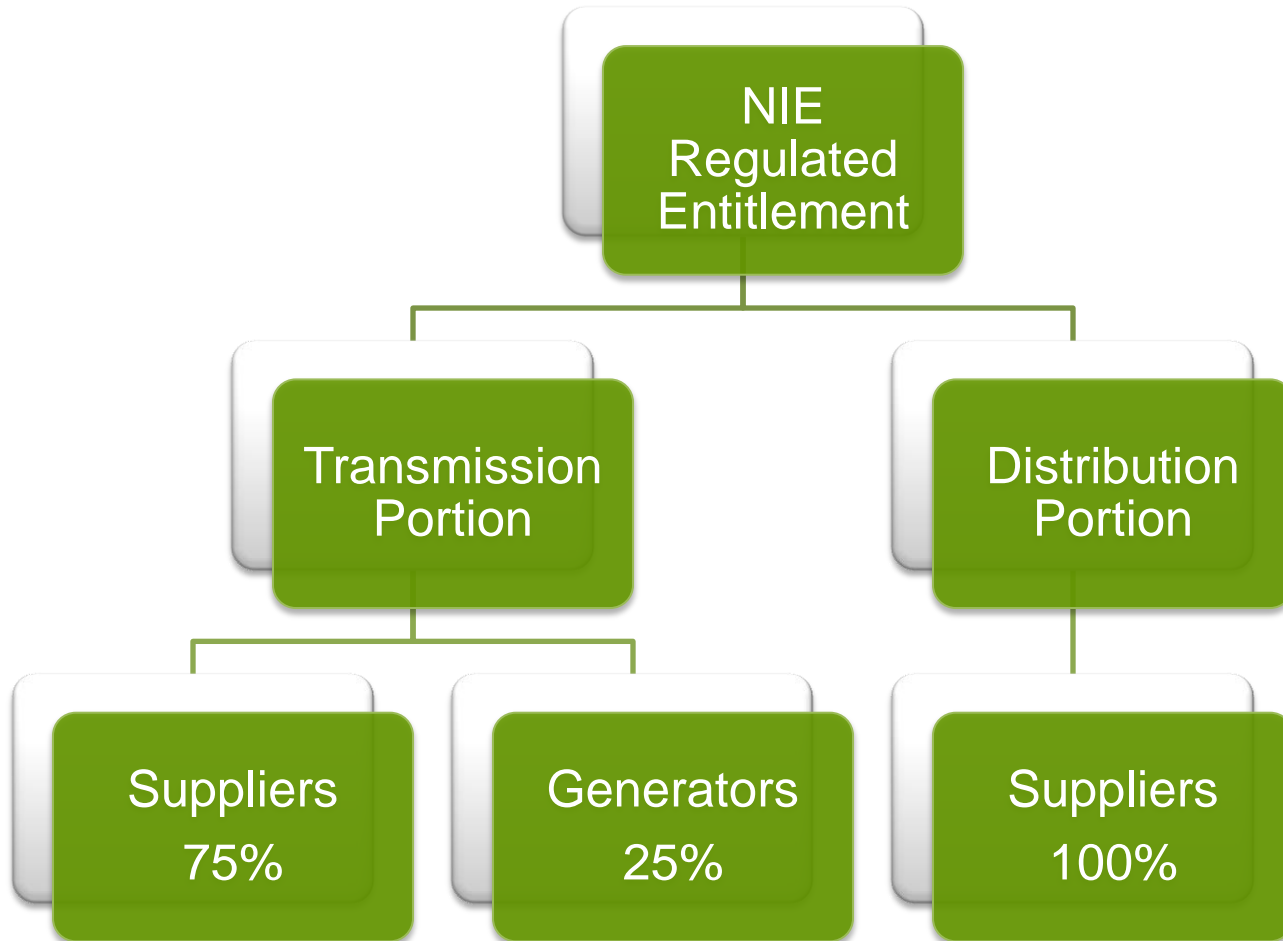 NIE
Regulated
Entitlement
Transmission
Portion
Distribution
Portion
Suppliers
75%
Generators
25%
Suppliers
100%